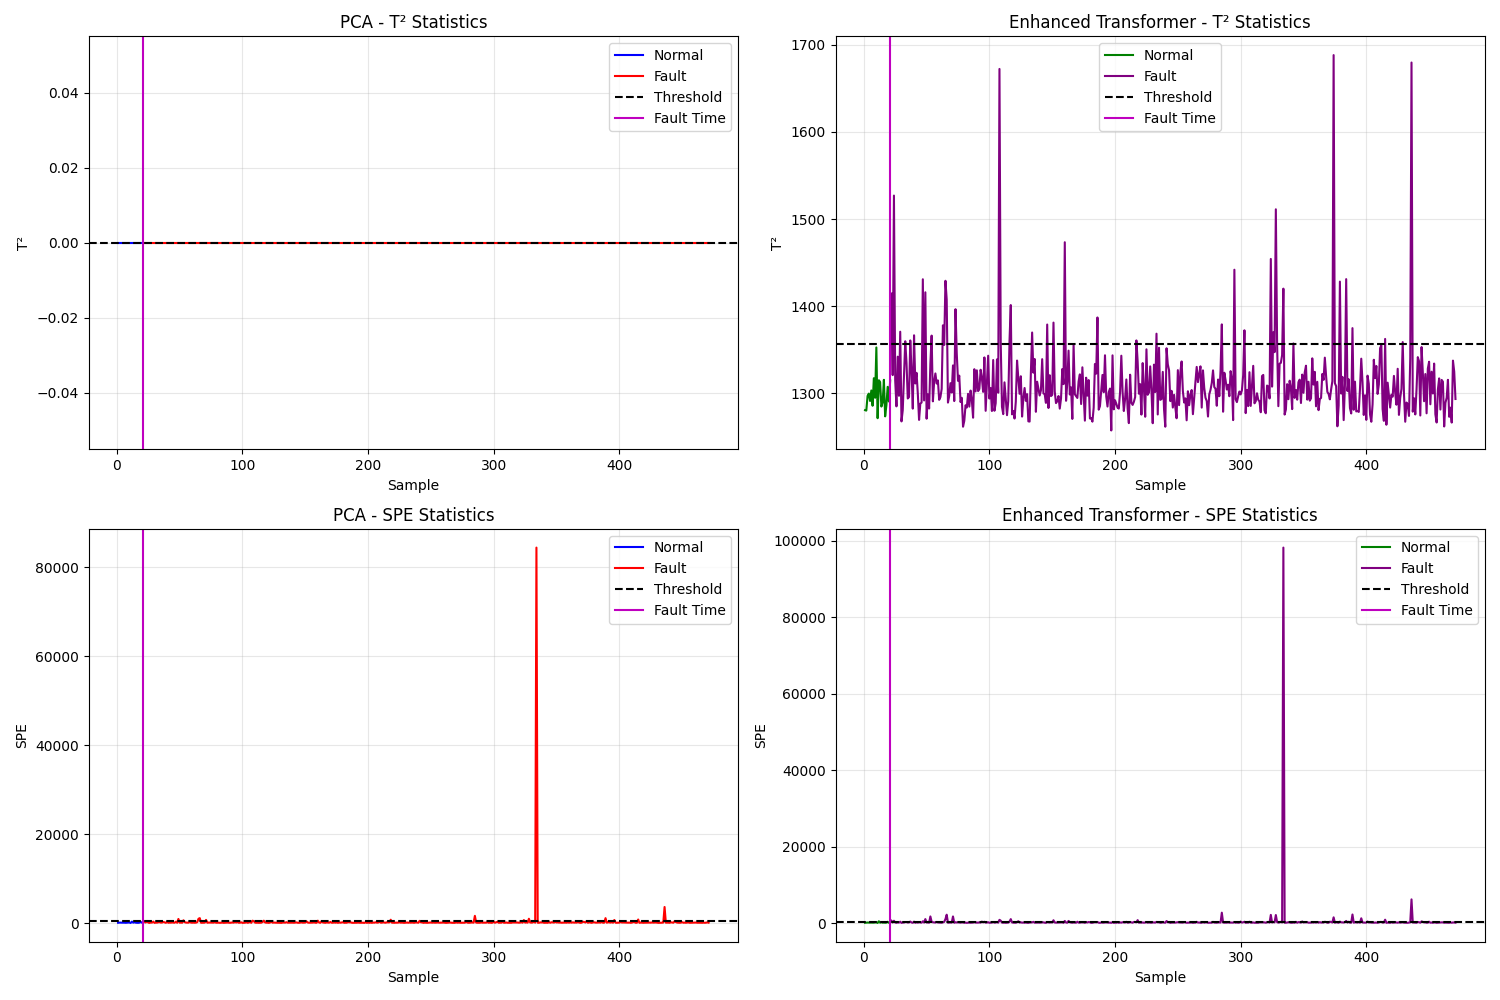 PCA - T² Statistics
T²
0.04
0.02
0.00
−0.02
−0.04
0
100
200
300
400
Sample
Normal
Fault
Threshold
Fault Time
Enhanced Transformer - T² Statistics
T²
1700
1600
1500
1400
1300
0
100
200
300
400
Sample
Normal
Fault
Threshold
Fault Time
PCA - SPE Statistics
SPE
80000
60000
40000
20000
0
0
100
200
300
400
Sample
Normal
Fault
Threshold
Fault Time
Enhanced Transformer - SPE Statistics
SPE
100000
80000
60000
40000
20000
0
0
100
200
300
400
Sample
Normal
Fault
Threshold
Fault Time